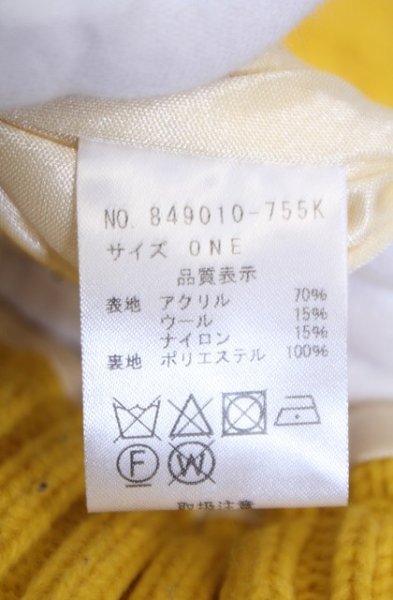 NO. 849010-755K
サイズ ONE
品質表示
表地 アクリル 70%
ウール 15%
ナイロン 15%
裏地 ポリエステル 100%
F W
取扱注意